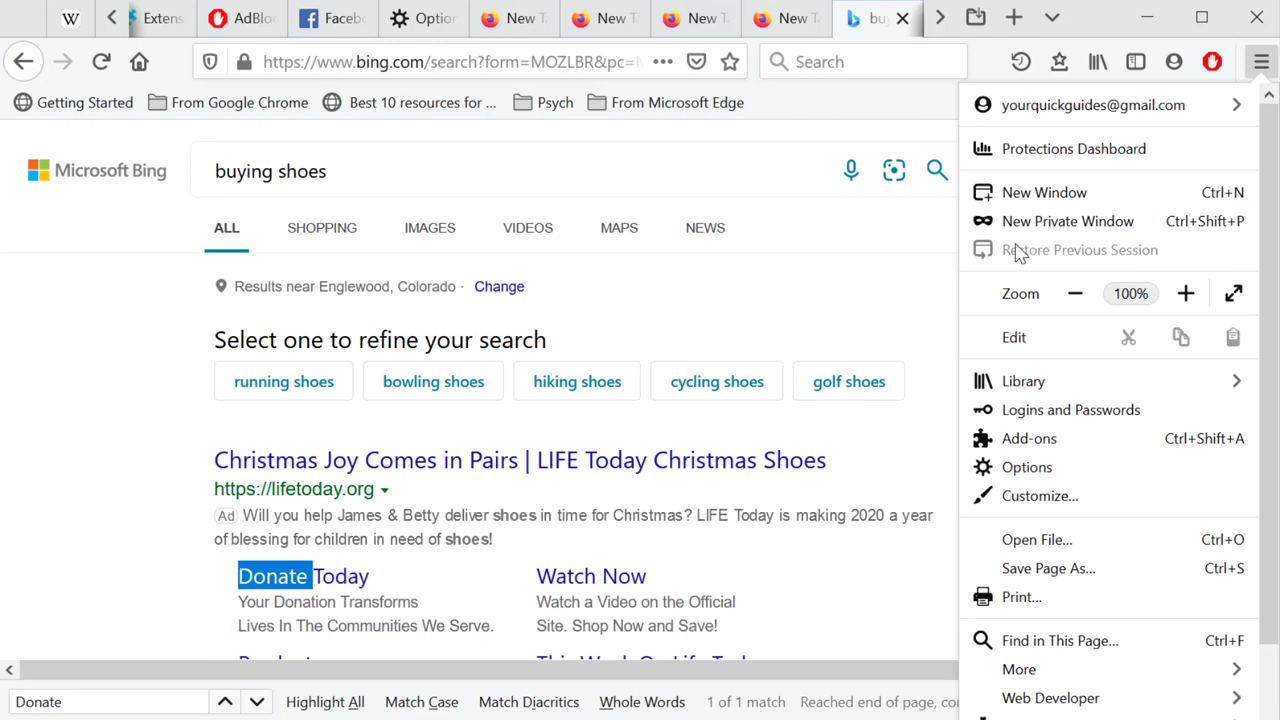 W Extens AdBlo Faceb Optio New T New T New T New T buy
https://www.bing.com/search?form=MOZLBR&pc= Search
Getting Started From Google Chrome Best 10 resources for ... Psych From Microsoft Edge
yourquickguides@gmail.com
Protections Dashboard
New Window Ctrl+N
New Private Window Ctrl+Shift+P
Restore Previous Session
Zoom 100%
Edit
Library
Logins and Passwords
Add-ons Ctrl+Shift+A
Options
Customize...
Open File... Ctrl+O
Save Page As... Ctrl+S
Print...
Find in This Page... Ctrl+F
More
Web Developer
Microsoft Bing
buying shoes
ALL SHOPPING IMAGES VIDEOS MAPS NEWS
Results near Englewood, Colorado · Change
Select one to refine your search
running shoes bowling shoes hiking shoes cycling shoes golf shoes
Christmas Joy Comes in Pairs | LIFE Today Christmas Shoes
https://lifetoday.org
Ad Will you help James & Betty deliver shoes in time for Christmas? LIFE Today is making 2020 a year
of blessing for children in need of shoes!
Donate Today
Your Donation Transforms
Lives In The Communities We Serve.
Watch Now
Watch a Video on the Official
Site. Shop Now and Save!
Donate Highlight All Match Case Match Diacritics Whole Words 1 of 1 match Reached end of page, co